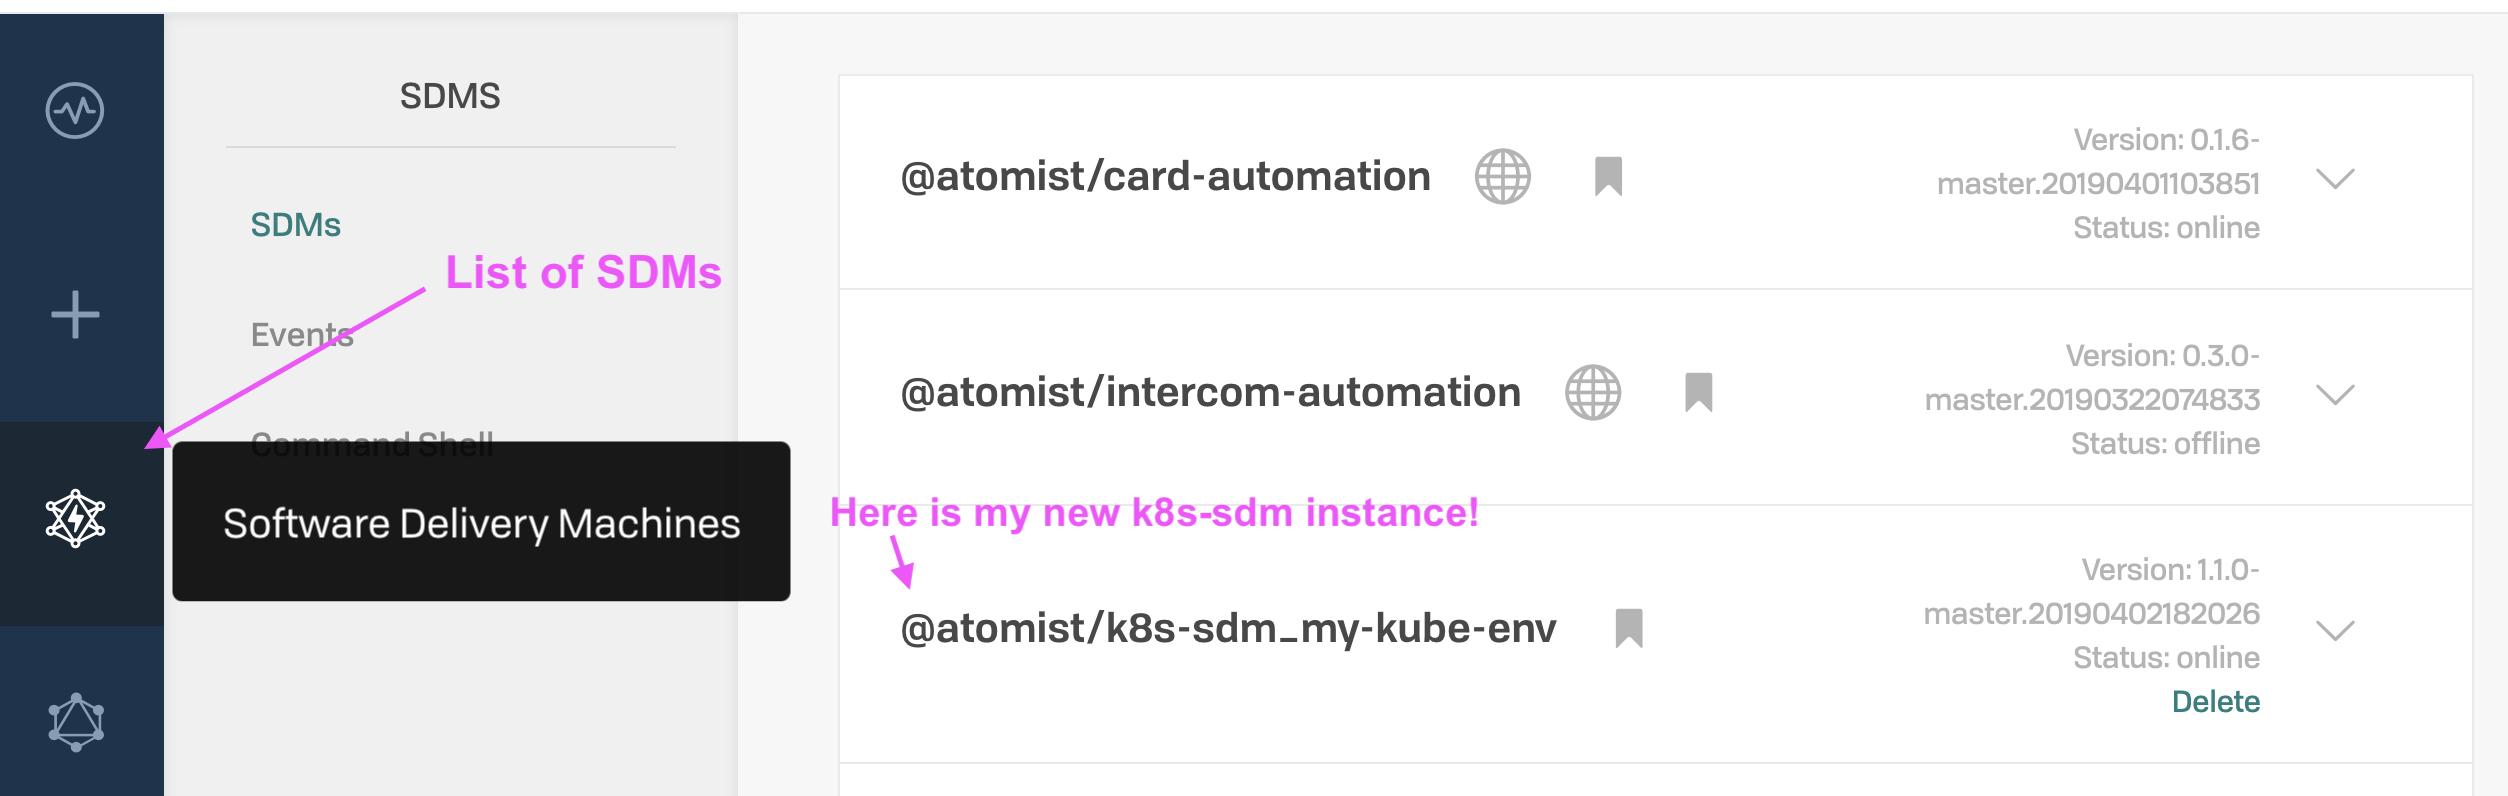 SDMS
SDMs
List of SDMs
Events
Command Shell
Software Delivery Machines
@atomist/card-automation
Version: 0.1.6-
master.20190401103851
Status: online
@atomist/intercom-automation
Version: 0.3.0-
master.20190322074833
Status: offline
Here is my new k8s-sdm instance!
@atomist/k8s-sdm_my-kube-env
Version: 1.1.0-
master.20190402182026
Status: online
Delete